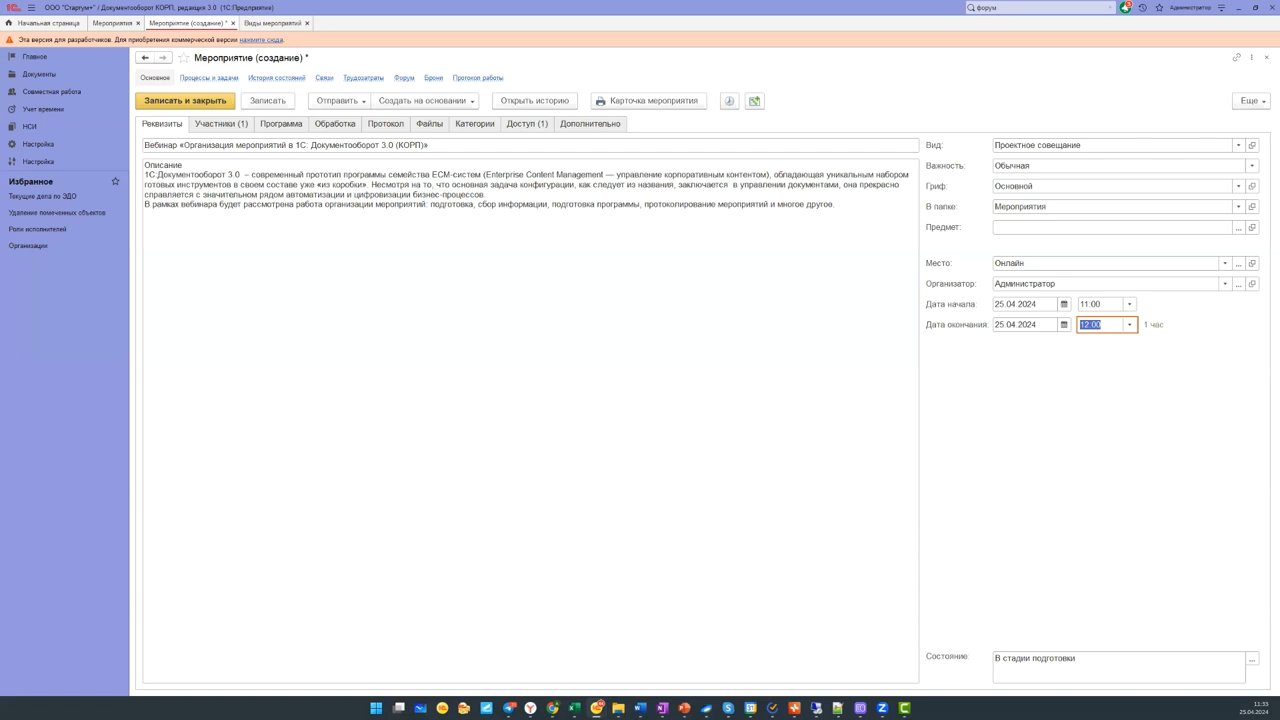 ООО "Стартум+" / Документооборот КОРП, редакция 3.0 (1С:Предприятие)
форум
Администратор
Начальная страница
Мероприятия ×
Мероприятие (создание) * ×
Виды мероприятий ×
Эта версия для разработчиков. Для приобретения коммерческой версии нажмите сюда.
Главное
Документы
Совместная работа
Учет времени
НСИ
Настройка
Настройка
Избранное
Текущие дела по ЭДО
Удаление помеченных объектов
Роли исполнителей
Организации
Мероприятие (создание) *
Основное Процессы и задачи История состояний Связи Трудозатраты Форум Брони Протокол работы
Записать и закрыть Записать Отправить Создать на основании Открыть историю Карточка мероприятия Еще
Реквизиты Участники (1) Программа Обработка Протокол Файлы Категории Доступ (1) Дополнительно
Вебинар «Организация мероприятий в 1С: Документооборот 3.0 (КОРП)»
Описание
1С:Документооборот 3.0 – современный прототип программы семейства ECM-систем (Enterprise Content Management — управление корпоративным контентом), обладающая уникальным набором
готовых инструментов в своем составе уже «из коробки». Несмотря на то, что основная задача конфигурации, как следует из названия, заключается в управлении документами, она прекрасно
справляется с значительном рядом автоматизации и цифровизации бизнес-процессов.
В рамках вебинара будет рассмотрена работа организации мероприятий: подготовка, сбор информации, подготовка программы, протоколирование мероприятий и многое другое.
Вид: Проектное совещание
Важность: Обычная
Гриф: Основной
В папке: Мероприятия
Предмет:
Место: Онлайн
Организатор: Администратор
Дата начала: 25.04.2024 11:00
Дата окончания: 25.04.2024 12:00 1 час
Состояние: В стадии подготовки
11:33
25.04.2024